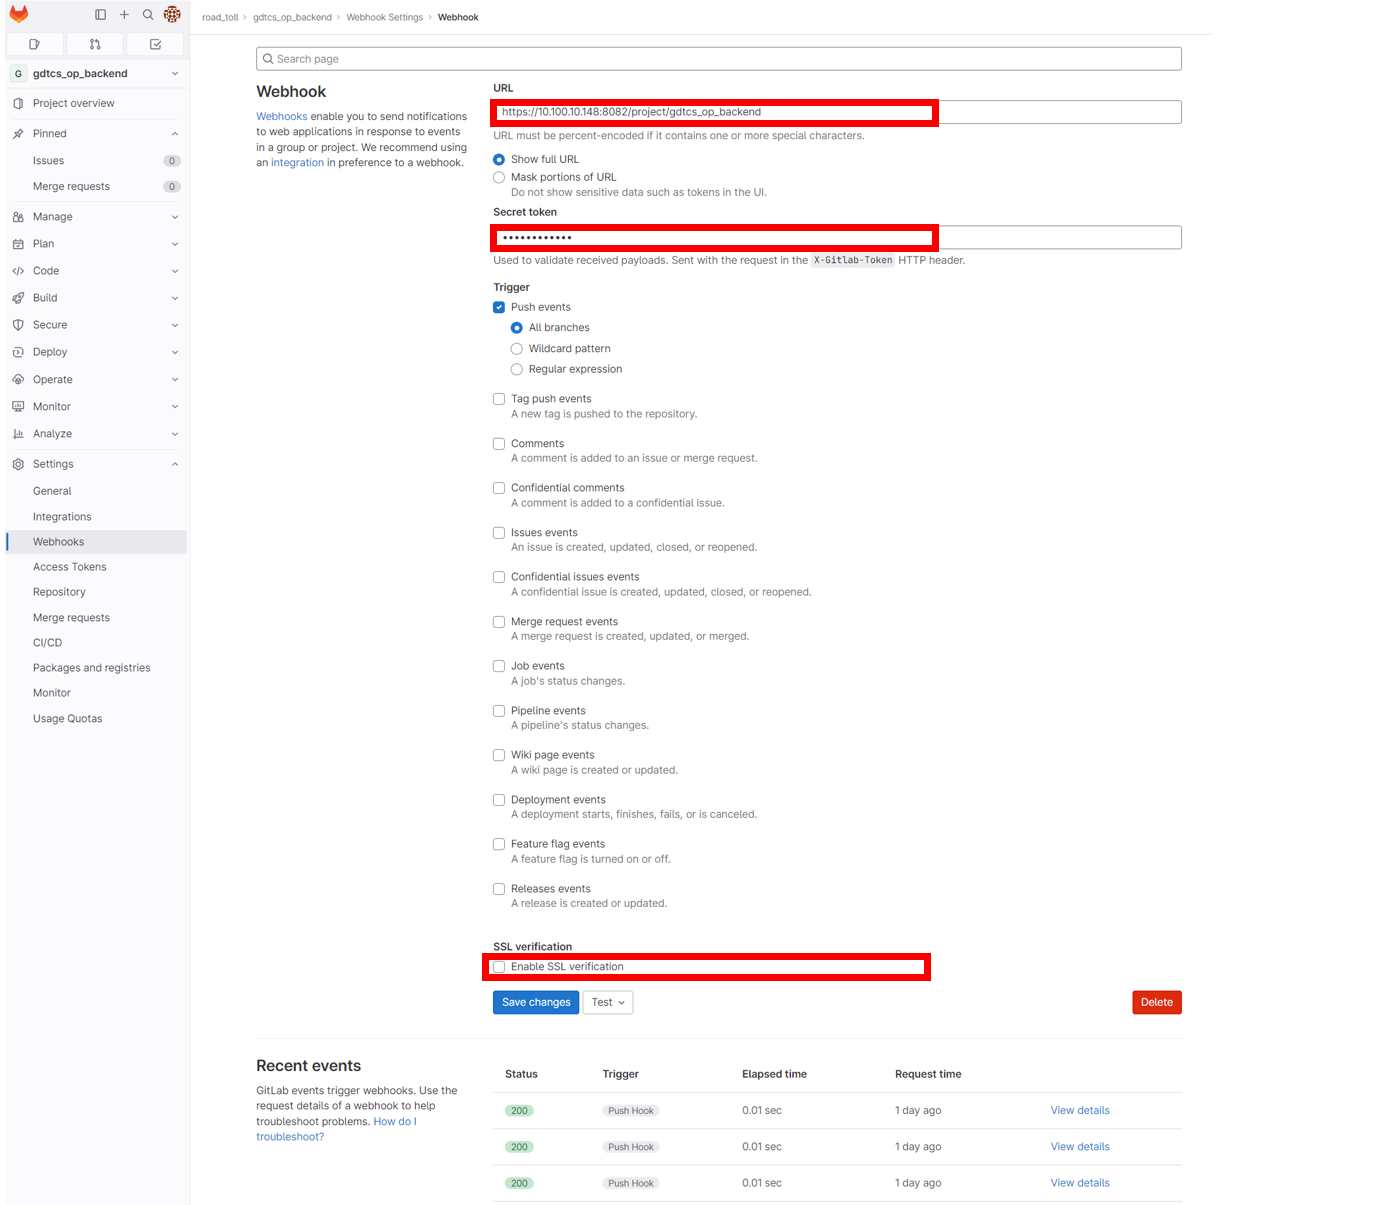 road_toll › gdtcs_op_backend › Webhook Settings › Webhook
G gdtcs_op_backend
Project overview
Pinned
Issues 0
Merge requests 0
Manage
Plan
Code
Build
Secure
Deploy
Operate
Monitor
Analyze
Settings
General
Integrations
Webhooks
Access Tokens
Repository
Merge requests
CI/CD
Packages and registries
Monitor
Usage Quotas
Search page
Webhook
Webhooks enable you to send notifications
to web applications in response to events
in a group or project. We recommend using
an integration in preference to a webhook.
URL
https://10.100.10.148:8082/project/gdtcs_op_backend
URL must be percent-encoded if it contains one or more special characters.
Show full URL
Mask portions of URL
Do not show sensitive data such as tokens in the UI.
Secret token
••••••••••••
Used to validate received payloads. Sent with the request in the X-Gitlab-Token HTTP header.
Trigger
Push events
All branches
Wildcard pattern
Regular expression
Tag push events
A new tag is pushed to the repository.
Comments
A comment is added to an issue or merge request.
Confidential comments
A comment is added to a confidential issue.
Issues events
An issue is created, updated, closed, or reopened.
Confidential issues events
A confidential issue is created, updated, closed, or reopened.
Merge request events
A merge request is created, updated, or merged.
Job events
A job's status changes.
Pipeline events
A pipeline's status changes.
Wiki page events
A wiki page is created or updated.
Deployment events
A deployment starts, finishes, fails, or is canceled.
Feature flag events
A feature flag is turned on or off.
Releases events
A release is created or updated.
SSL verification
Enable SSL verification
Save changes Test Delete
Recent events
GitLab events trigger webhooks. Use the
request details of a webhook to help
troubleshoot problems. How do I
troubleshoot?
Status Trigger Elapsed time Request time
200 Push Hook 0.01 sec 1 day ago View details
200 Push Hook 0.01 sec 1 day ago View details
200 Push Hook 0.01 sec 1 day ago View details